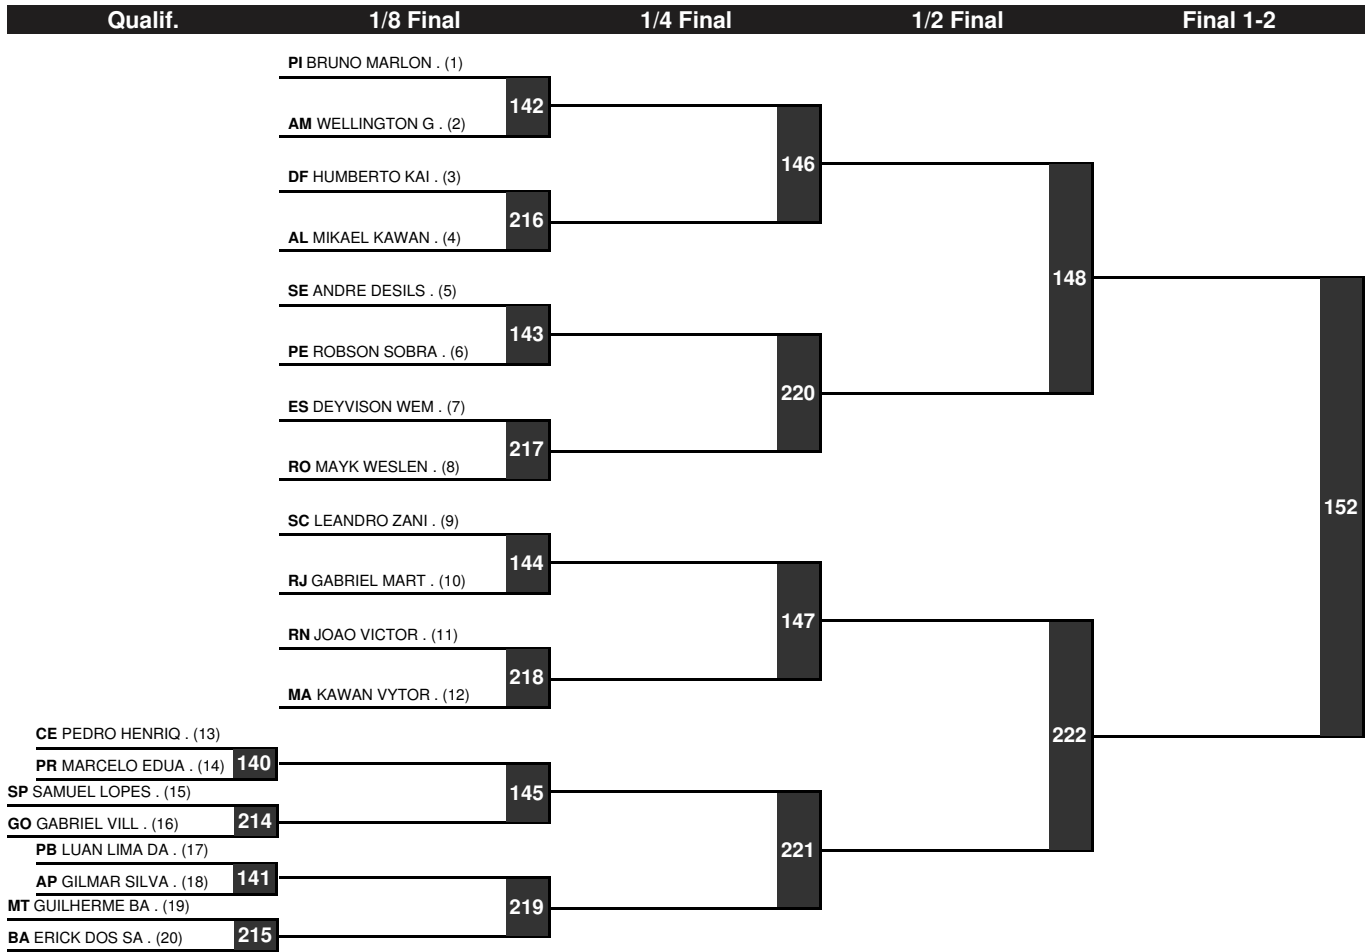 Qualif. 1/8 Final 1/4 Final 1/2 Final Final 1-2
PI BRUNO MARLON . (1)
142
AM WELLINGTON G . (2)
146
DF HUMBERTO KAI . (3)
216
AL MIKAEL KAWAN . (4)
148
SE ANDRE DESILS . (5)
143
PE ROBSON SOBRA . (6)
220
ES DEYVISON WEM . (7)
217
RO MAYK WESLEN . (8)
152
SC LEANDRO ZANI . (9)
144
RJ GABRIEL MART . (10)
147
RN JOAO VICTOR . (11)
218
MA KAWAN VYTOR . (12)
CE PEDRO HENRIQ . (13)
222
PR MARCELO EDUA . (14) 140
SP SAMUEL LOPES . (15)
145
GO GABRIEL VILL . (16) 214
PB LUAN LIMA DA . (17)
221
AP GILMAR SILVA . (18) 141
MT GUILHERME BA . (19)
219
BA ERICK DOS SA . (20) 215